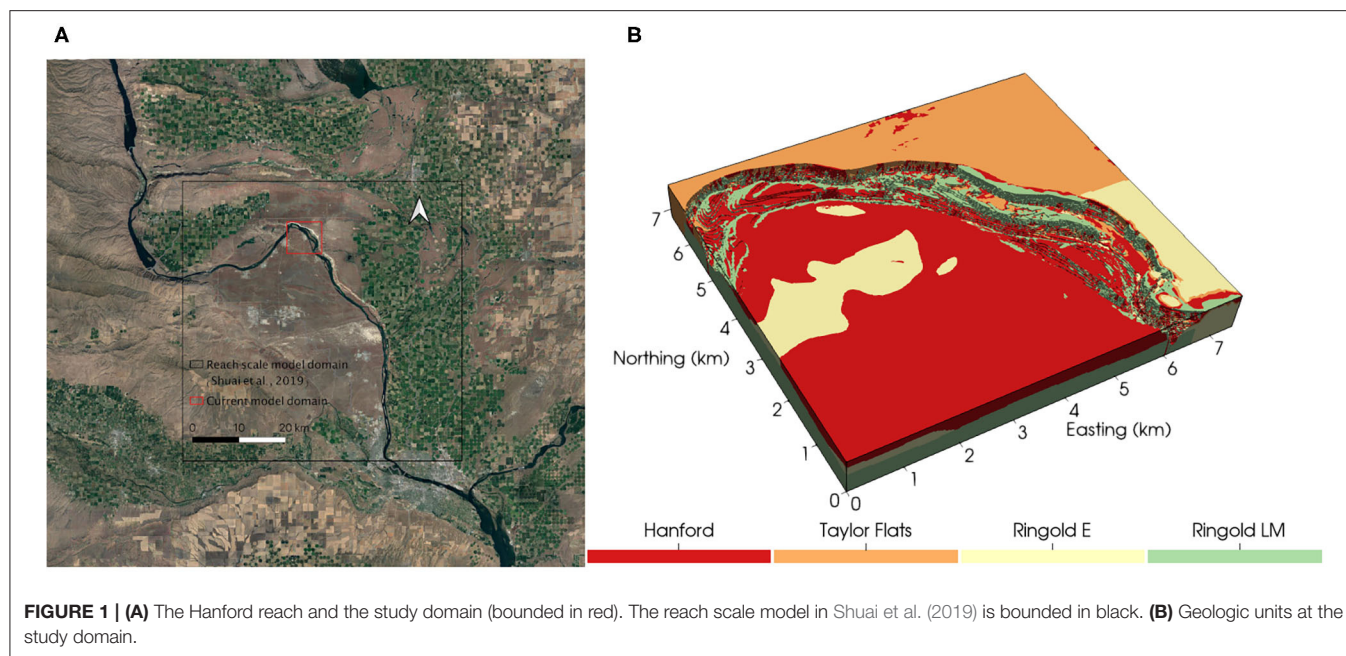 A
B
Reach scale model domain
(Shuai et al., 2019)
Current model domain
0 10 20 km
7
6
5
4
3
2
1
0
Northing (km)
0
1
2
3
4
5
6
7
Easting (km)
Hanford Taylor Flats Ringold E Ringold LM
FIGURE 1 | (A) The Hanford reach and the study domain (bounded in red). The reach scale model in Shuai et al. (2019) is bounded in black. (B) Geologic units at the
study domain.